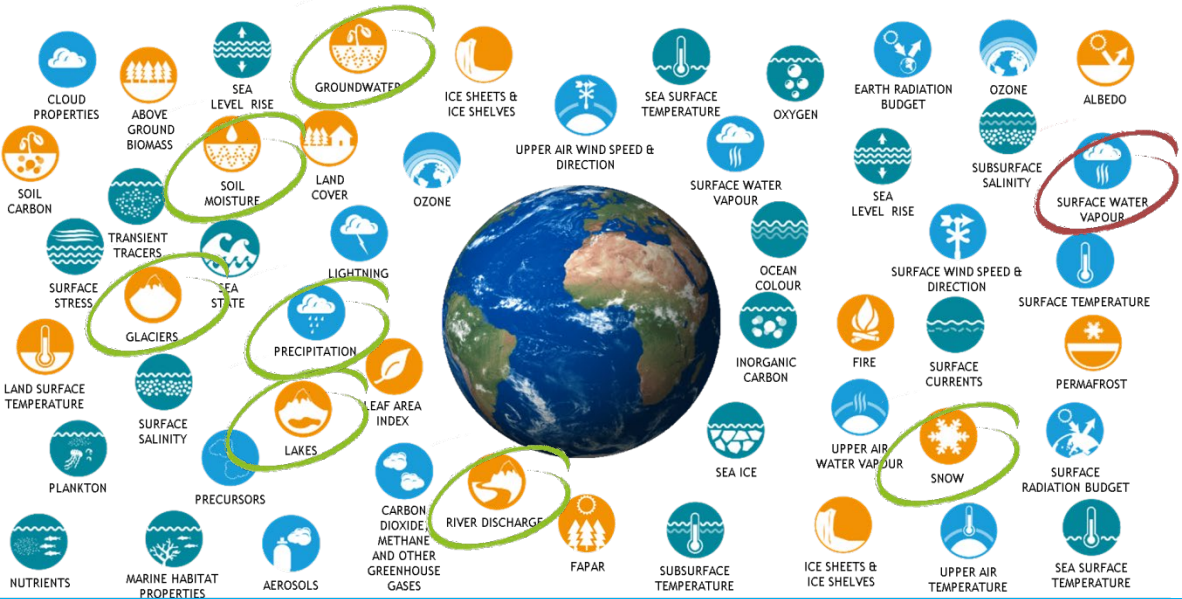 CLOUD
PROPERTIES
ABOVE
GROUND
BIOMASS
SEA
LEVEL RISE
GROUNDWATER
ICE SHEETS &
ICE SHELVES
UPPER AIR WIND SPEED &
DIRECTION
SEA SURFACE
TEMPERATURE
OXYGEN
EARTH RADIATION
BUDGET
OZONE
ALBEDO
SOIL
CARBON
SOIL
MOISTURE
LAND
COVER
OZONE
SURFACE WATER
VAPOUR
SEA
LEVEL RISE
SUBSURFACE
SALINITY
SURFACE WATER
VAPOUR
TRANSIENT
TRACERS
SURFACE
STRESS
SEA
STATE
LIGHTNING
OCEAN
COLOUR
SURFACE WIND SPEED &
DIRECTION
SURFACE TEMPERATURE
GLACIERS
PRECIPITATION
INORGANIC
CARBON
FIRE
SURFACE
CURRENTS
PERMAFROST
LAND SURFACE
TEMPERATURE
SURFACE
SALINITY
LAKES
LEAF AREA
INDEX
SEA ICE
UPPER AIR
WATER VAPOUR
SNOW
SURFACE
RADIATION BUDGET
PLANKTON
PRECURSORS
CARBON
DIOXIDE,
METHANE
AND OTHER
GREENHOUSE
GASES
RIVER DISCHARGE
FAPAR
SUBSURFACE
TEMPERATURE
ICE SHEETS &
ICE SHELVES
UPPER AIR
TEMPERATURE
SEA SURFACE
TEMPERATURE
NUTRIENTS
MARINE HABITAT
PROPERTIES
AEROSOLS